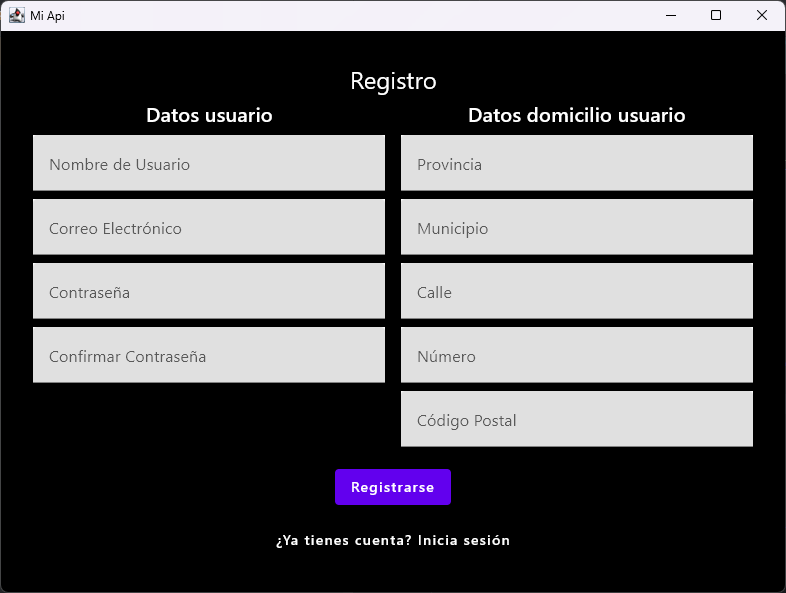 Mi Api
Registro
Datos usuario
Nombre de Usuario
Correo Electrónico
Contraseña
Confirmar Contraseña
Datos domicilio usuario
Provincia
Municipio
Calle
Número
Código Postal
Registrarse
¿Ya tienes cuenta? Inicia sesión